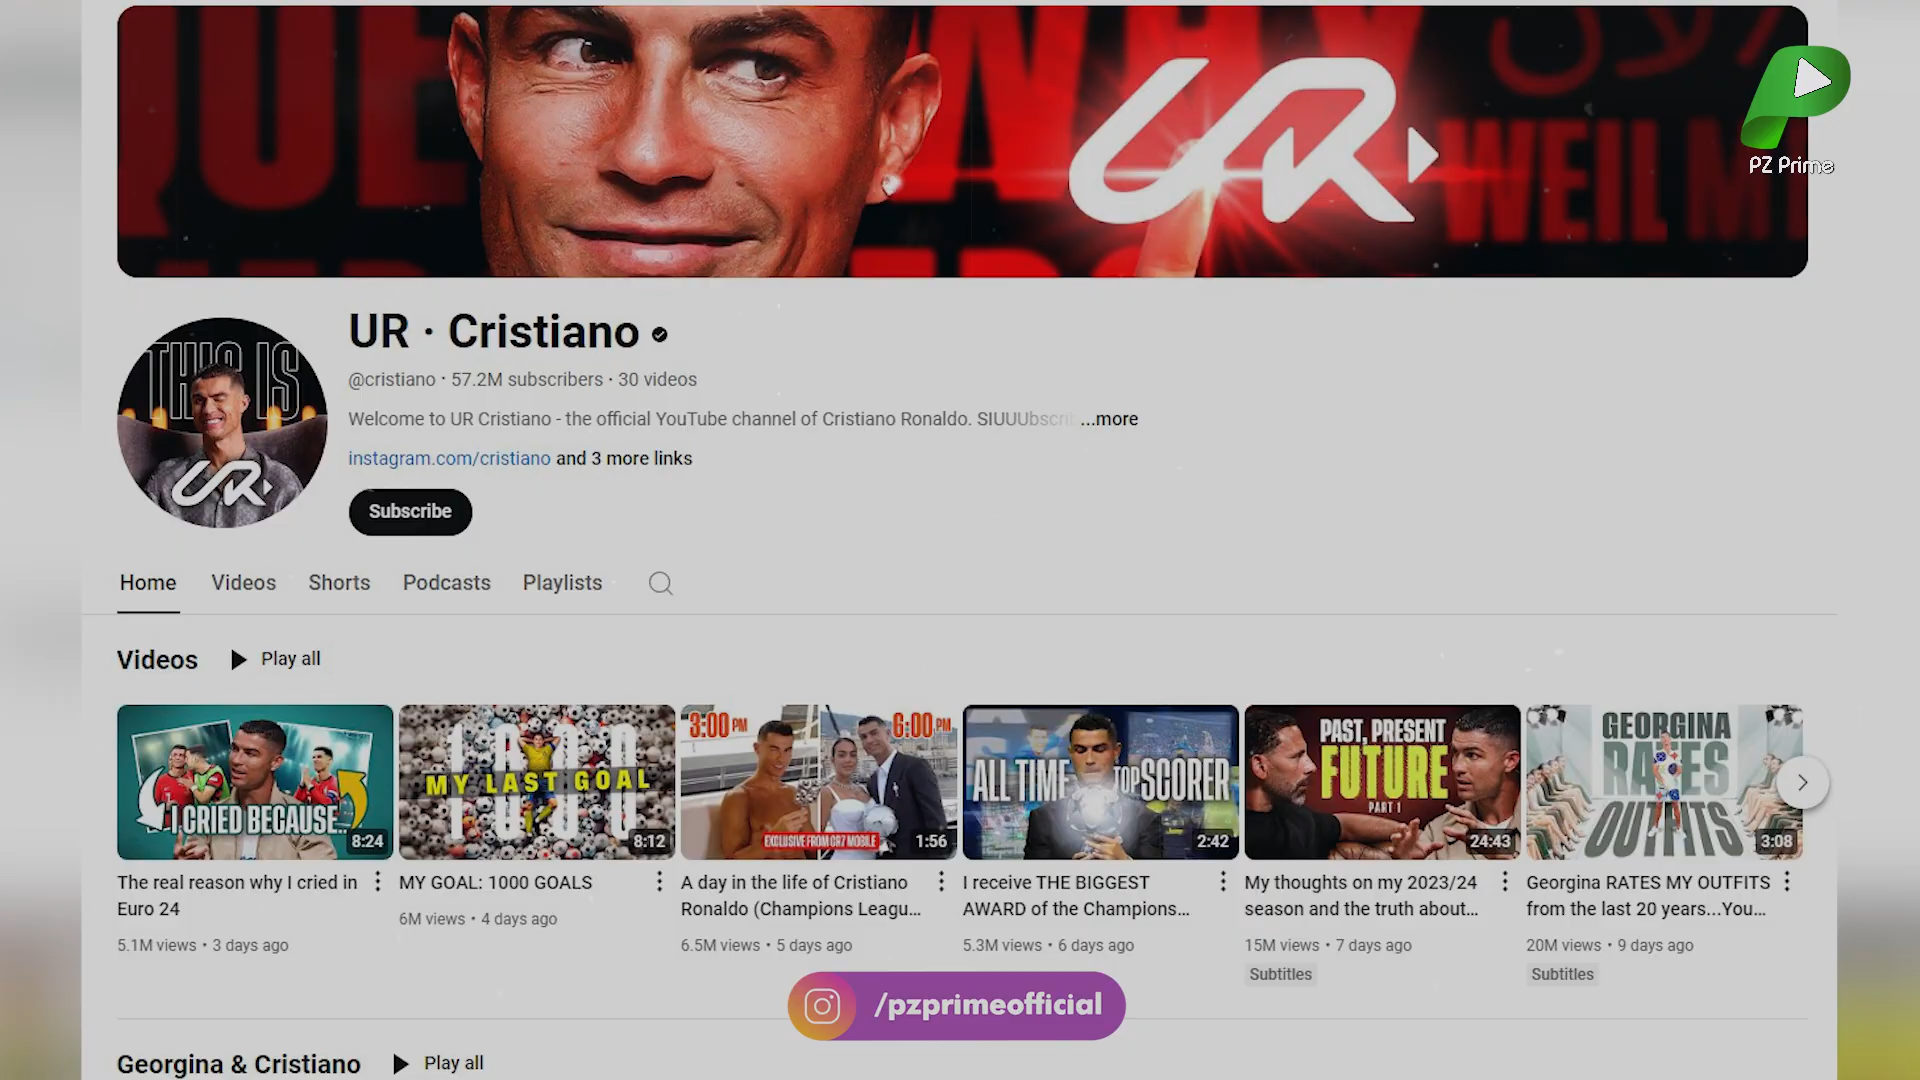 QUE
WAY
WEIL M
UR
PZ Prime
THIS IS
UR
UR · Cristiano
@cristiano · 57.2M subscribers · 30 videos
Welcome to UR Cristiano - the official YouTube channel of Cristiano Ronaldo. SIUUUbscri ...more
instagram.com/cristiano and 3 more links
Subscribe
Home Videos Shorts Podcasts Playlists
Videos Play all
I CRIED BECAUSE...
8:24
1000
MY LAST GOAL
8:12
3:00 PM 6:00 PM
EXCLUSIVE FROM CR7 MOBILE
1:56
ALL TIME TOP SCORER
2:42
PAST, PRESENT
FUTURE
PART 1
24:43
GEORGINA
RATES
OUTFITS
3:08
The real reason why I cried in
Euro 24
5.1M views · 3 days ago
MY GOAL: 1000 GOALS
6M views · 4 days ago
A day in the life of Cristiano
Ronaldo (Champions Leagu...
6.5M views · 5 days ago
I receive THE BIGGEST
AWARD of the Champions...
5.3M views · 6 days ago
My thoughts on my 2023/24
season and the truth about...
15M views · 7 days ago
Subtitles
Georgina RATES MY OUTFITS
from the last 20 years...You...
20M views · 9 days ago
Subtitles
/pzprimeofficial
Georgina & Cristiano Play all